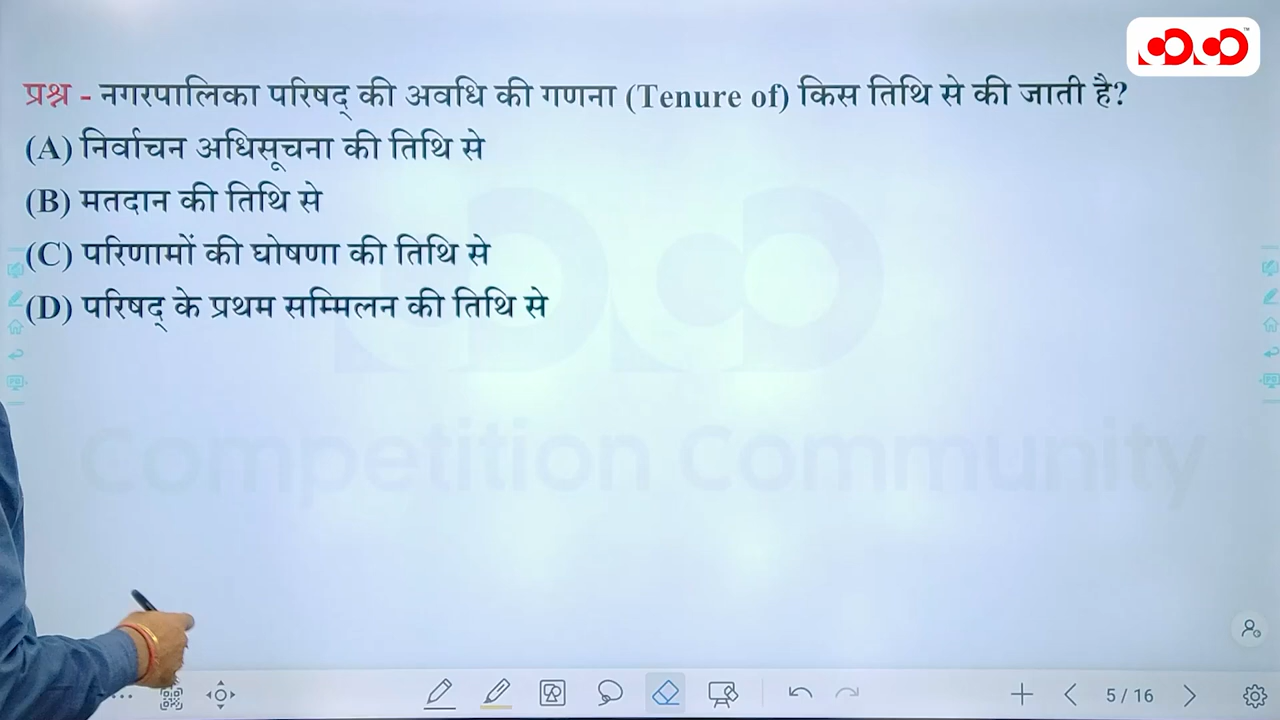 प्रश्न - नगरपालिका परिषद् की अवधि की गणना (Tenure of) किस तिथि से की जाती है?
(A) निर्वाचन अधिसूचना की तिथि से
(B) मतदान की तिथि से
(C) परिणामों की घोषणा की तिथि से
(D) परिषद् के प्रथम सम्मिलन की तिथि से
Competition Community
5 / 16